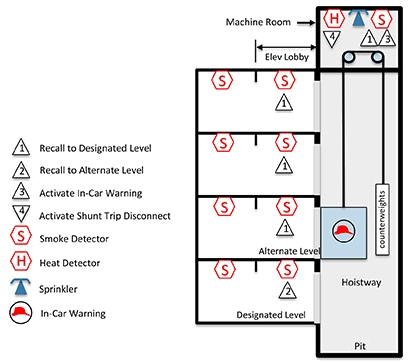 Machine Room
H
S
4
1
3
Elev Lobby
S
S
1
S
S
1
S
S
1
Alternate Level
S
S
2
Designated Level
counterweights
Hoistway
Pit
1 Recall to Designated Level
2 Recall to Alternate Level
3 Activate In-Car Warning
4 Activate Shunt Trip Disconnect
S Smoke Detector
H Heat Detector
Sprinkler
In-Car Warning